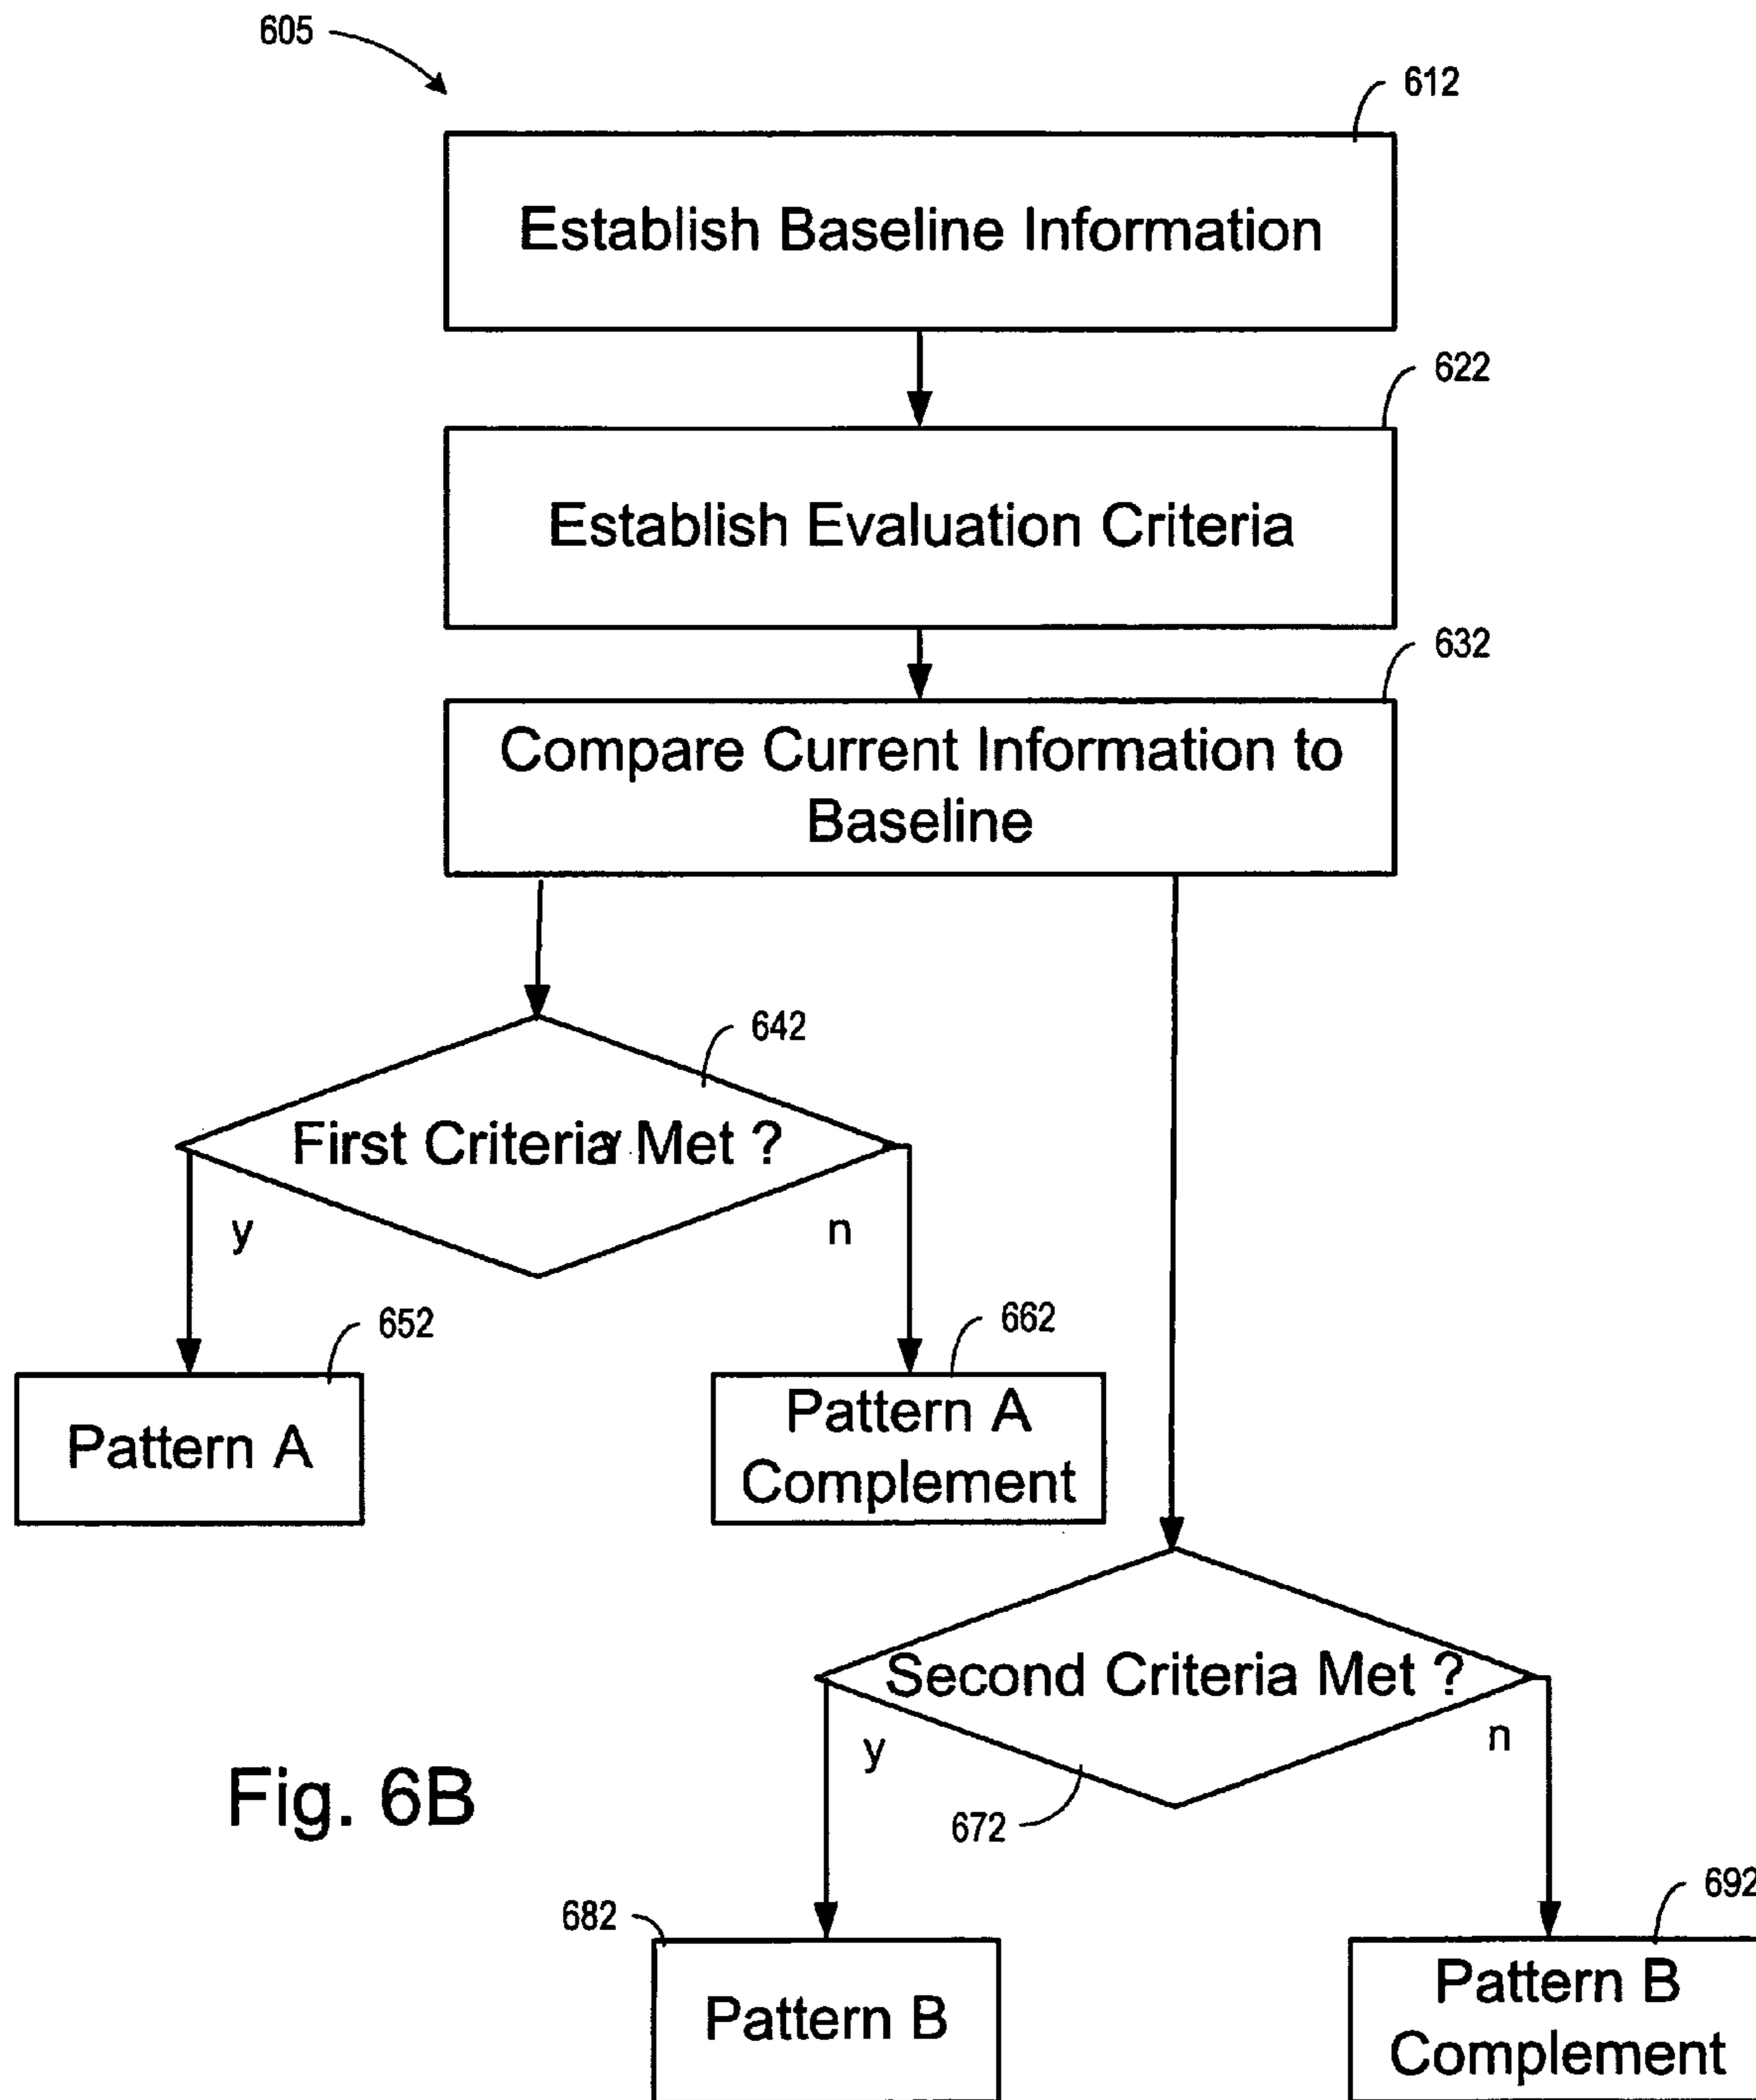 605
612
Establish Baseline Information
622
Establish Evaluation Criteria
632
Compare Current Information to
Baseline
642
First Criteria Met ?
y
n
652
Pattern A
662
Pattern A
Complement
Second Criteria Met ?
y
n
672
Fig. 6B
682
Pattern B
692
Pattern B
Complement